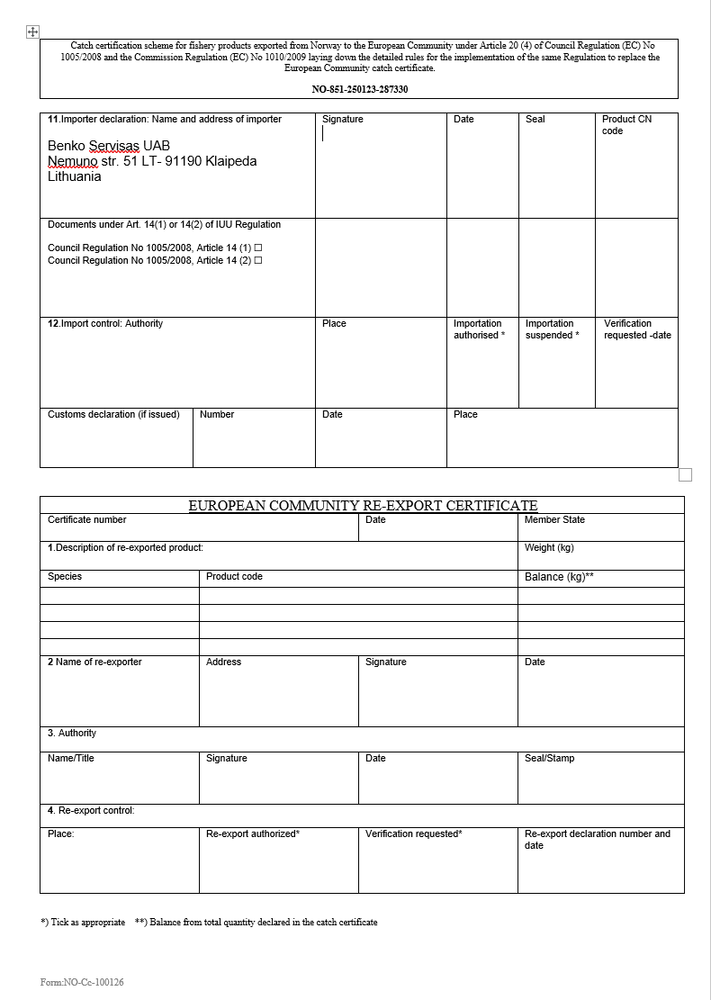 Catch certification scheme for fishery products exported from Norway to the European Community under Article 20 (4) of Council Regulation (EC) No
1005/2008 and the Commission Regulation (EC) No 1010/2009 laying down the detailed rules for the implementation of the same Regulation to replace the
European Community catch certificate.
NO-851-250123-287330
11.Importer declaration: Name and address of importer
Signature
Date
Seal
Product CN
code
Benko Servisas UAB
Nemuno str. 51 LT- 91190 Klaipeda
Lithuania
Documents under Art. 14(1) or 14(2) of IUU Regulation
Council Regulation No 1005/2008, Article 14 (1) ☐
Council Regulation No 1005/2008, Article 14 (2) ☐
12.Import control: Authority
Place
Importation
authorised *
Importation
suspended *
Verification
requested -date
Customs declaration (if issued)
Number
Date
Place
EUROPEAN COMMUNITY RE-EXPORT CERTIFICATE
Certificate number
Date
Member State
1.Description of re-exported product:
Weight (kg)
Species
Product code
Balance (kg)**
2 Name of re-exporter
Address
Signature
Date
3. Authority
Name/Title
Signature
Date
Seal/Stamp
4. Re-export control:
Place:
Re-export authorized*
Verification requested*
Re-export declaration number and
date
*) Tick as appropriate **) Balance from total quantity declared in the catch certificate
Form:NO-Cc-100126